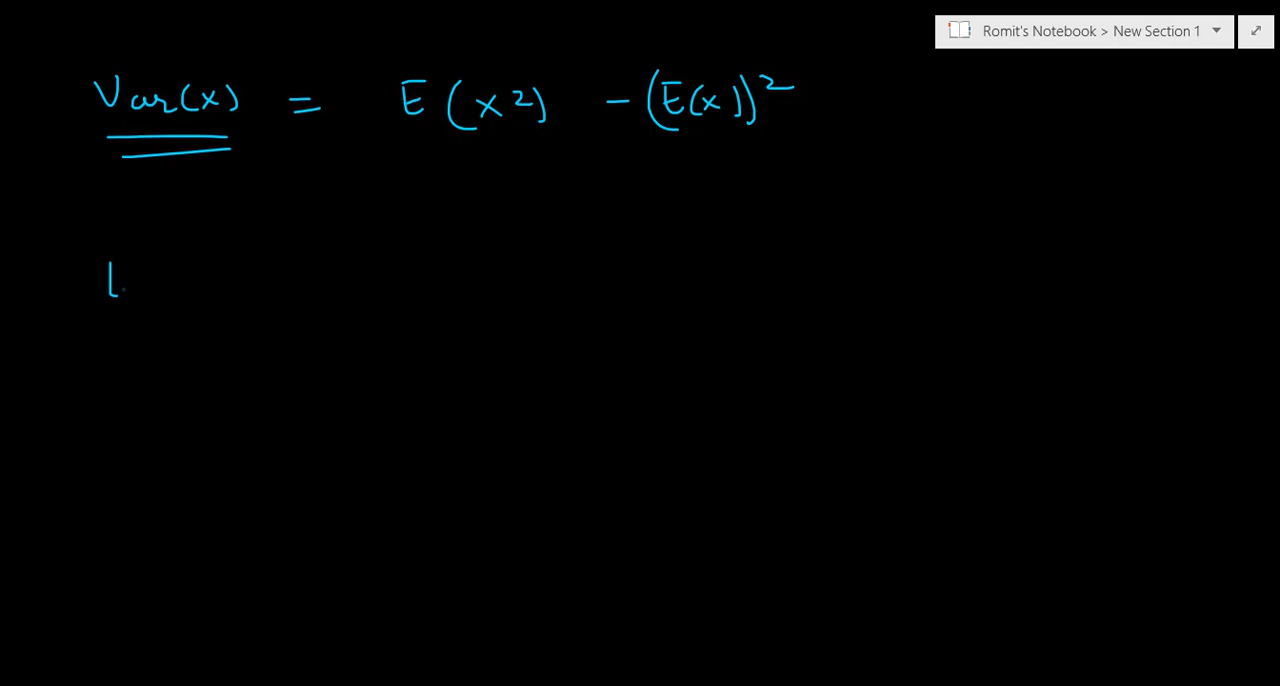 Romit's Notebook > New Section 1
Var(x) = E(x²) - (E(x))²